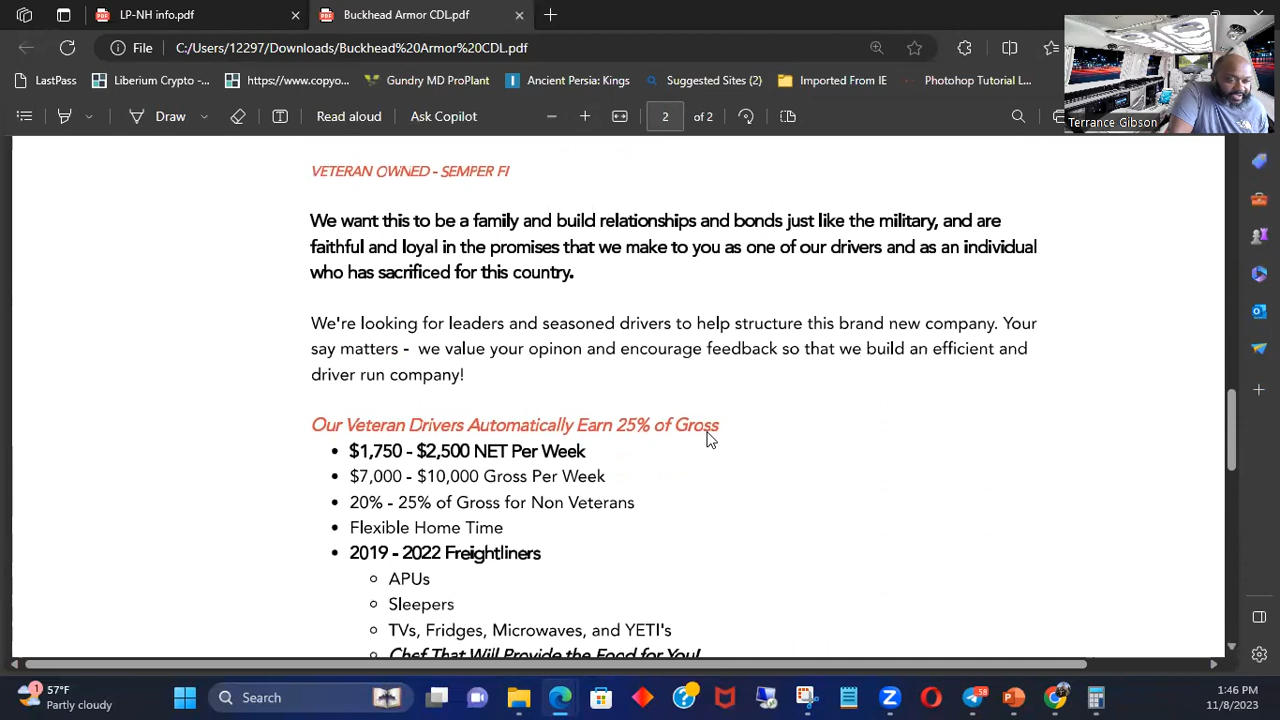 LP-NH info.pdf
Buckhead Armor CDL.pdf
File C:/Users/12297/Downloads/Buckhead%20Armor%20CDL.pdf
LastPass
Liberium Crypto -...
https://www.copyo...
Gundry MD ProPlant
Ancient Persia: Kings
Suggested Sites (2)
Imported From IE
Photohop Tutorial L...
Terrance Gibson
Draw
Read aloud
Ask Copilot
2 of 2
VETERAN OWNED - SEMPER FI
We want this to be a family and build relationships and bonds just like the military, and are
faithful and loyal in the promises that we make to you as one of our drivers and as an individual
who has sacrificed for this country.
We're looking for leaders and seasoned drivers to help structure this brand new company. Your
say matters - we value your opinon and encourage feedback so that we build an efficient and
driver run company!
Our Veteran Drivers Automatically Earn 25% of Gross
• $1,750 - $2,500 NET Per Week
• $7,000 - $10,000 Gross Per Week
• 20% - 25% of Gross for Non Veterans
• Flexible Home Time
• 2019 - 2022 Freightliners
APUs
Sleepers
TVs, Fridges, Microwaves, and YETI's
Chef That Will Provide the Food for You!
1
57°F
Partly cloudy
Search
58
1:46 PM
11/8/2023